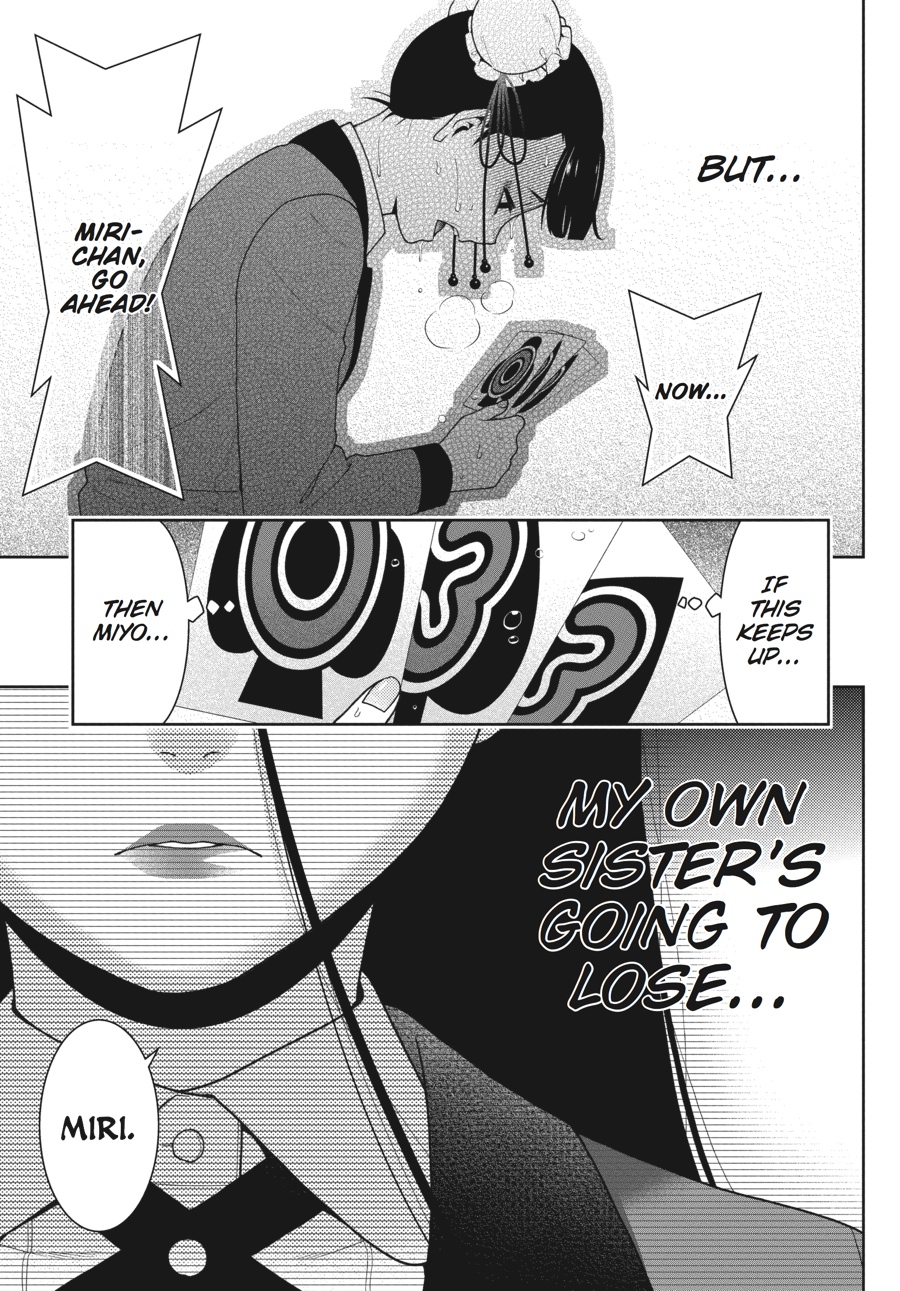 BUT...
NOW...
MIRI-
CHAN,
GO
AHEAD!
IF
THIS
KEEPS
UP...
THEN
MIYO...
MY OWN
SISTER'S
GOING TO
LOSE...
MIRI.